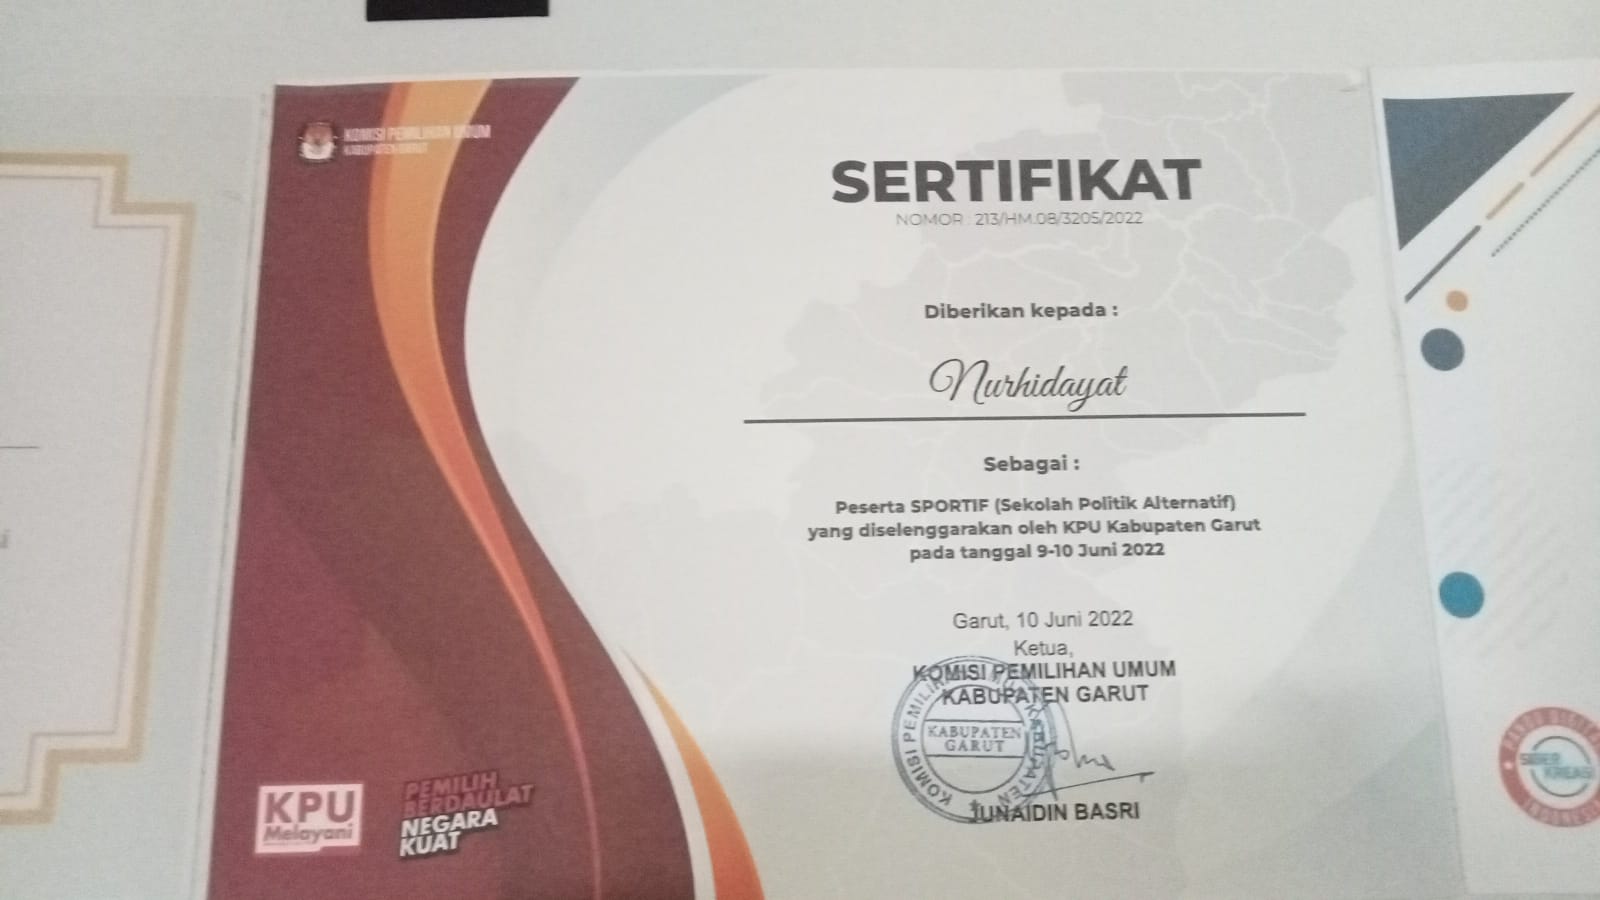 KOMISI PEMILIHAN UMUM
KABUPATEN GARUT
SERTIFIKAT
NOMOR : 213/HM.08/3205/2022
Diberikan kepada :
Nurhidayat
Sebagai :
Peserta SPORTIF (Sekolah Politik Alternatif)
yang diselenggarakan oleh KPU Kabupaten Garut
pada tanggal 9-10 Juni 2022
Garut, 10 Juni 2022
Ketua,
KOMISI PEMILIHAN UMUM
KABUPATEN GARUT
KOMISI PEMILIHAN UMUM KABUPATEN
KABUPATEN
GARUT
JUNAIDIN BASRI
KPU
Melayani
PEMILIH
BERDAULAT
NEGARA
KUAT
SIBER
KREASI
INDONESIA